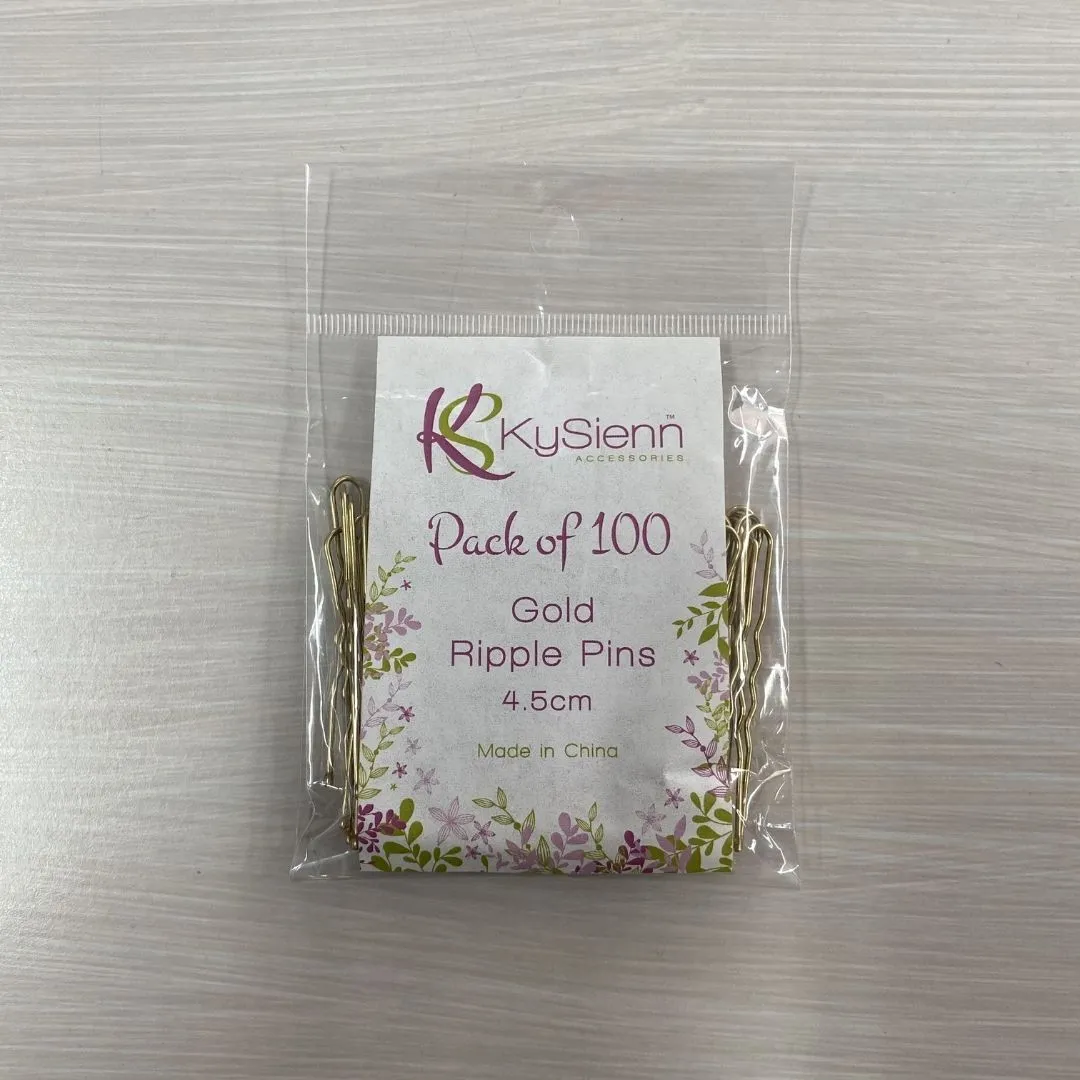 KS KySienn™
ACCESSORIES
Pack of 100
Gold
Ripple Pins
4.5cm
Made in China